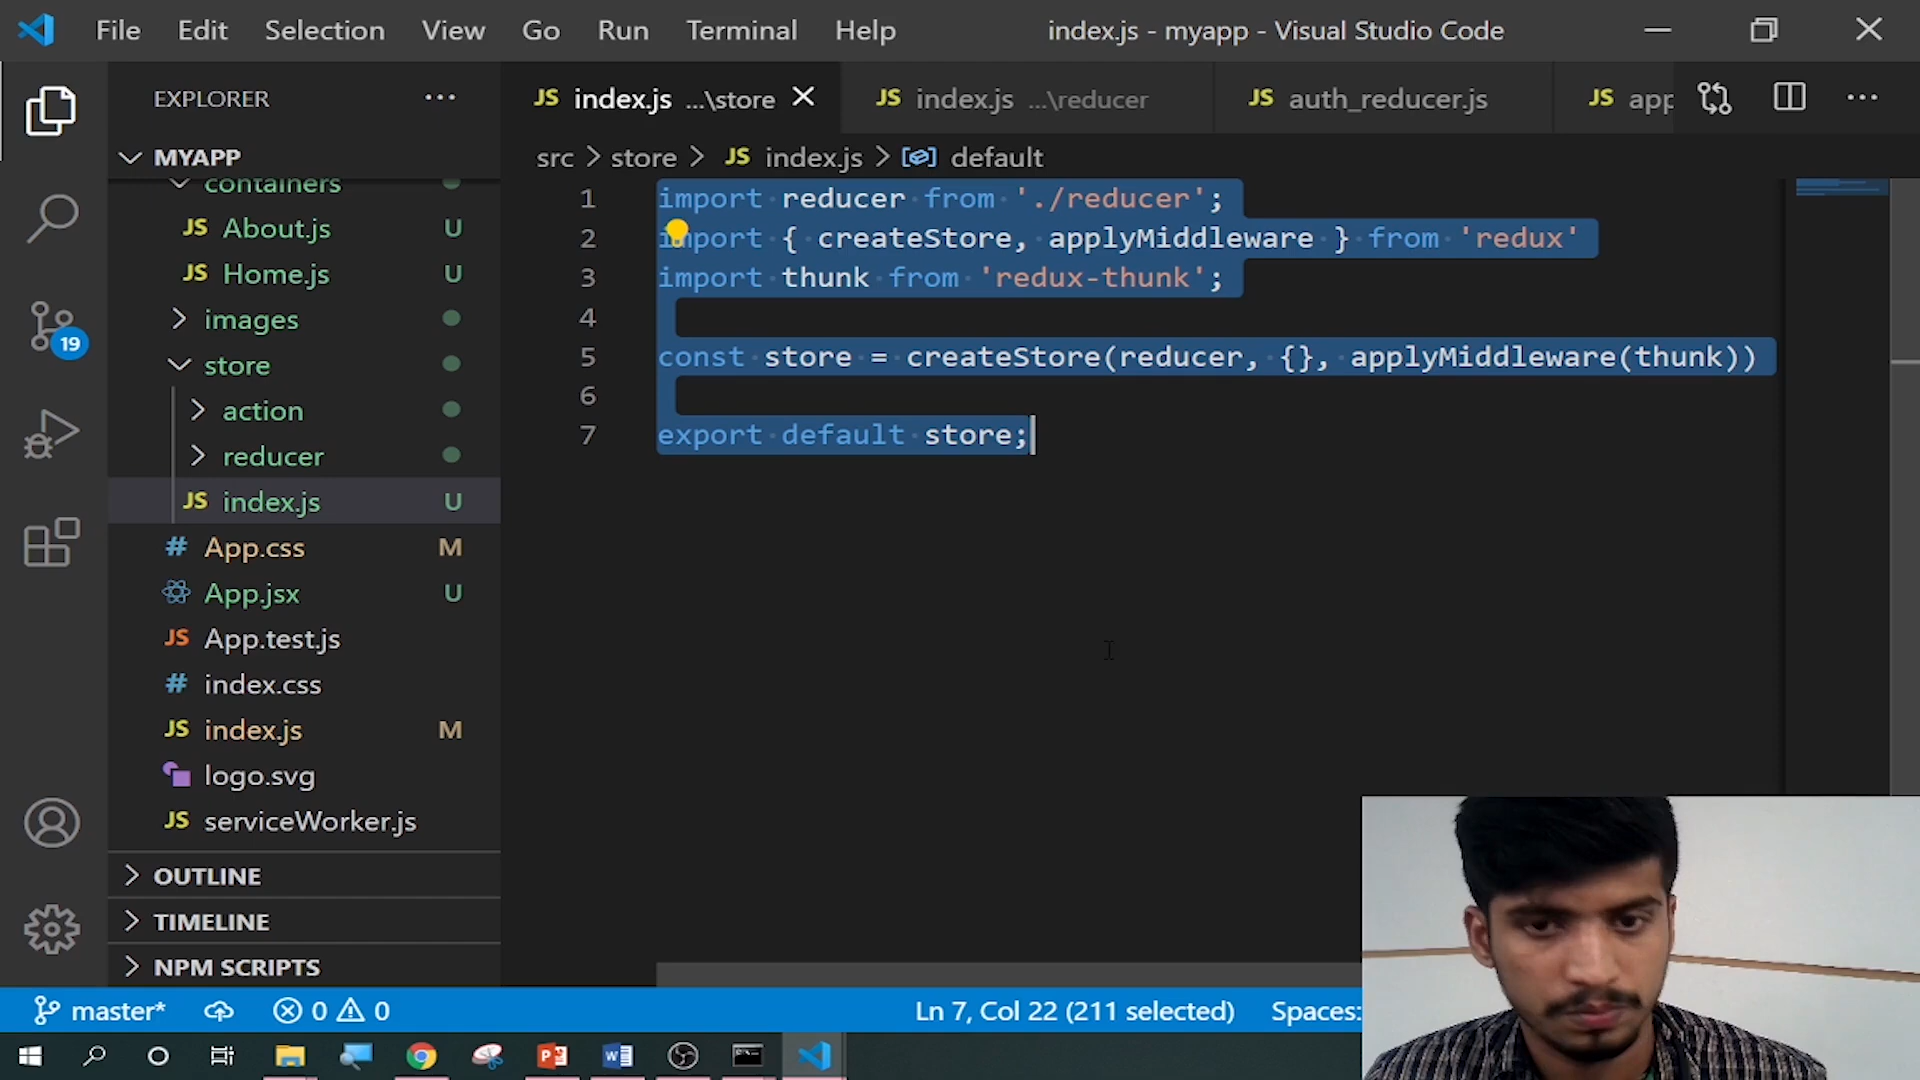 File Edit Selection View Go Run Terminal Help index.js - myapp - Visual Studio Code
EXPLORER ···
JS index.js ...\store
JS index.js ...\reducer
JS auth_reducer.js
JS app
MYAPP
src > store > JS index.js > default
containers
JS About.js U
JS Home.js U
images
store
action
reducer
JS index.js U
# App.css M
App.jsx U
JS App.test.js
# index.css
JS index.js M
logo.svg
JS serviceWorker.js
OUTLINE
TIMELINE
NPM SCRIPTS
19
1 import reducer from './reducer';
2 import { createStore, applyMiddleware } from 'redux'
3 import thunk from 'redux-thunk';
4
5 const store = createStore(reducer, {}, applyMiddleware(thunk))
6
7 export default store;
master* 0 0 Ln 7, Col 22 (211 selected) Spaces: